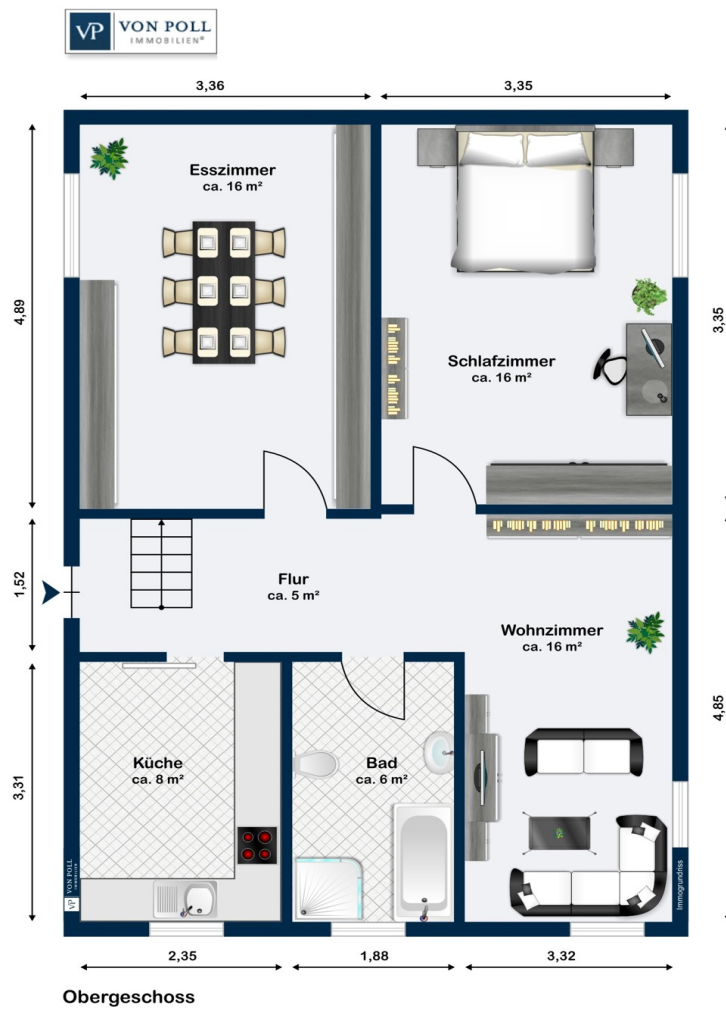 VP VON POLL
IMMOBILIEN®
3,36
3,35
Esszimmer
ca. 16 m²
4,89
3,35
Schlafzimmer
ca. 16 m²
1,52
Flur
ca. 5 m²
Wohnzimmer
ca. 16 m²
4,85
3,31
Küche
ca. 8 m²
Bad
ca. 6 m²
VP VON POLL
IMMOBILIEN
Immogrundriss
2,35
1,88
3,32
Obergeschoss